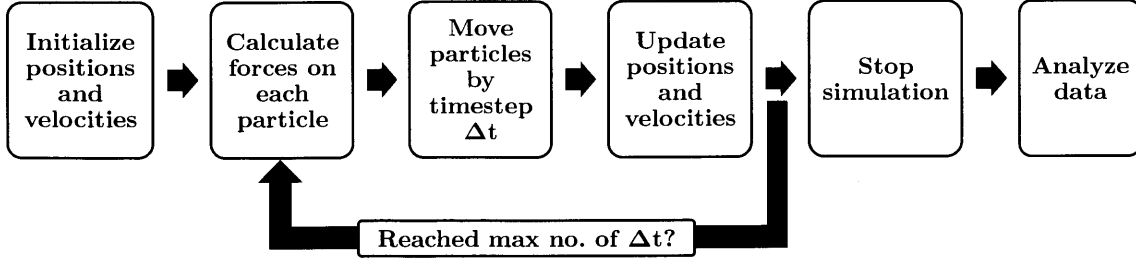 Initialize
positions
and
velocities
Calculate
forces on
each
particle
Move
particles
by
timestep
Δt
Update
positions
and
velocities
Stop
simulation
Analyze
data
Reached max no. of Δt?